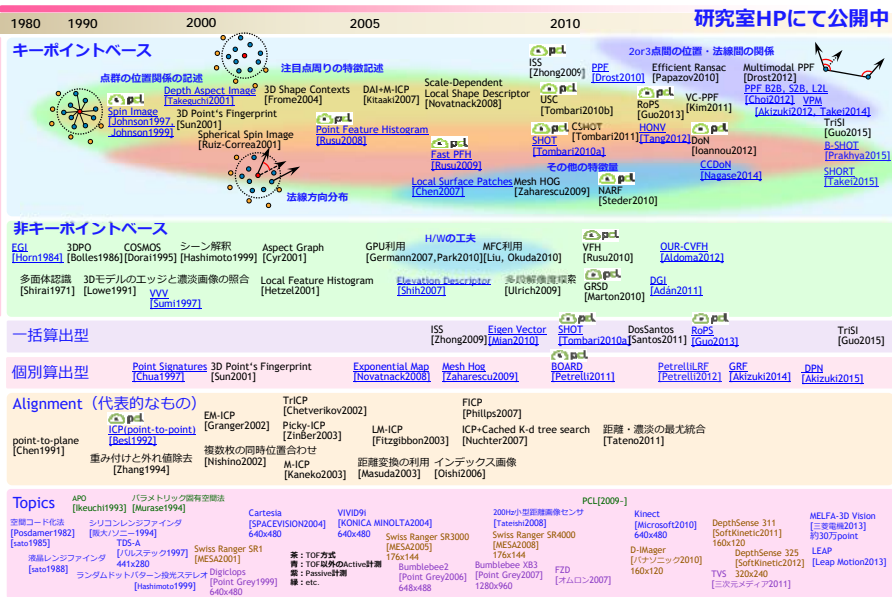 1980 1990 2000 2005 2010 研究室HPにて公開中
キーポイントベース
点群の位置関係の記述
注目点周りの特徴記述
2or3点間の位置・法線間の関係
法線方向分布
その他の特徴量
pcl
Spin Image
[Johnson1997,
Johnson1999]
Depth Aspect Image
[Takeguchi2001]
3D Point's Fingerprint
[Sun2001]
Spherical Spin Image
[Ruiz-Correa2001]
3D Shape Contexts
[Frome2004]
pcl
Point Feature Histogram
[Rusu2008]
DAI+M-ICP
[Kitaaki2007]
Scale-Dependent
Local Shape Descriptor
[Novatnack2008]
pcl
Fast PFH
[Rusu2009]
Local Surface Patches
[Chen2007]
Mesh HOG
[Zaharescu2009]
pcl
ISS
[Zhong2009]
pcl
USC
[Tombari2010b]
pcl
SHOT
[Tombari2010a]
CSHOT
[Tombari2011]
pcl
NARF
[Steder2010]
PPF
[Drost2010]
Efficient Ransac
[Papazov2010]
pcl
RoPS
[Guo2013]
VC-PPF
[Kim2011]
HONV
[Tang2012]
pcl
DoN
[Ioannou2012]
CCDoN
[Nagase2014]
Multimodal PPF
[Drost2012]
PPF B2B, S2B, L2L
[Choi2012]
VPM
[Akizuki2012, Takei2014]
TriSI
[Guo2015]
B-SHOT
[Prakhya2015]
SHORT
[Takei2015]
非キーポイントベース
H/Wの工夫
EGI
[Horn1984]
3DPO
[Bolles1986]
COSMOS
[Dorai1995]
シーン解釈
[Hashimoto1999]
Aspect Graph
[Cyr2001]
GPU利用
[Germann2007,Park2010]
MFC利用
[Liu, Okuda2010]
pcl
VFH
[Rusu2010]
OUR-CVFH
[Aldoma2012]
多面体認識
[Shirai1971]
3Dモデルのエッジと濃淡画像の照合
[Lowe1991]
VVV
[Sumi1997]
Local Feature Histogram
[Hetzel2001]
Elevation Descriptor
[Shih2007]
多段解像度探索
[Ulrich2009]
pcl
GRSD
[Marton2010]
DGI
[Adán2011]
一括算出型
ISS
[Zhong2009]
Eigen Vector
[Mian2010]
pcl
SHOT
[Tombari2010a]
DosSantos
[Santos2011]
pcl
RoPS
[Guo2013]
TriSI
[Guo2015]
個別算出型
Point Signatures
[Chua1997]
3D Point's Fingerprint
[Sun2001]
Exponential Map
[Novatnack2008]
Mesh Hog
[Zaharescu2009]
pcl
BOARD
[Petrelli2011]
PetrelliLRF
[Petrelli2012]
GRF
[Akizuki2014]
DPN
[Akizuki2015]
Alignment（代表的なもの）
point-to-plane
[Chen1991]
pcl
ICP(point-to-point)
[Besl1992]
重み付けと外れ値除去
[Zhang1994]
EM-ICP
[Granger2002]
複数枚の同時位置合わせ
[Nishino2002]
TrICP
[Chetverikov2002]
Picky-ICP
[ZinBer2003]
M-ICP
[Kaneko2003]
LM-ICP
[Fitzgibbon2003]
距離変換の利用
[Masuda2003]
インデックス画像
[Oishi2006]
FICP
[Phillps2007]
ICP+Cached K-d tree search
[Nuchter2007]
距離・濃淡の最尤統合
[Tateno2011]
Topics
APO
[Ikeuchi1993]
パラメトリック固有空間法
[Murase1994]
PCL[2009-]
空間コード化法
[Posdamer1982]
[sato1985]
シリコンレンジファインダ
[阪大/ソニー1994]
液晶レンジファインダ
[sato1988]
TDS-A
[パルステック1997]
441x280
ランダムドットパターン投光ステレオ
[Hashimoto1999]
Swiss Ranger SR1
[MESA2001]
Digiclops
[Point Grey1999]
640x480
Cartesia
[SPACEVISION2004]
640x480
茶：TOF方式
青：TOF以外のActive計測
紫：Passive計測
緑：etc.
VIVID9i
[KONICA MINOLTA2004]
640x480
Swiss Ranger SR3000
[MESA2005]
176x144
Bumblebee2
[Point Grey2006]
648x488
200Hz小型距離画像センサ
[Tateishi2008]
Swiss Ranger SR4000
[MESA2008]
176x144
Bumblebee XB3
[Point Grey2007]
1280x960
FZD
[オムロン2007]
Kinect
[Microsoft2010]
640x480
D-IMager
[パナソニック2010]
160x120
DepthSense 311
[SoftKinetic2011]
160x120
DepthSense 325
[SoftKinetic2012]
320x240
TVS
[三次元メディア2011]
MELFA-3D Vision
[三菱電機2013]
約30万point
LEAP
[Leap Motion2013]